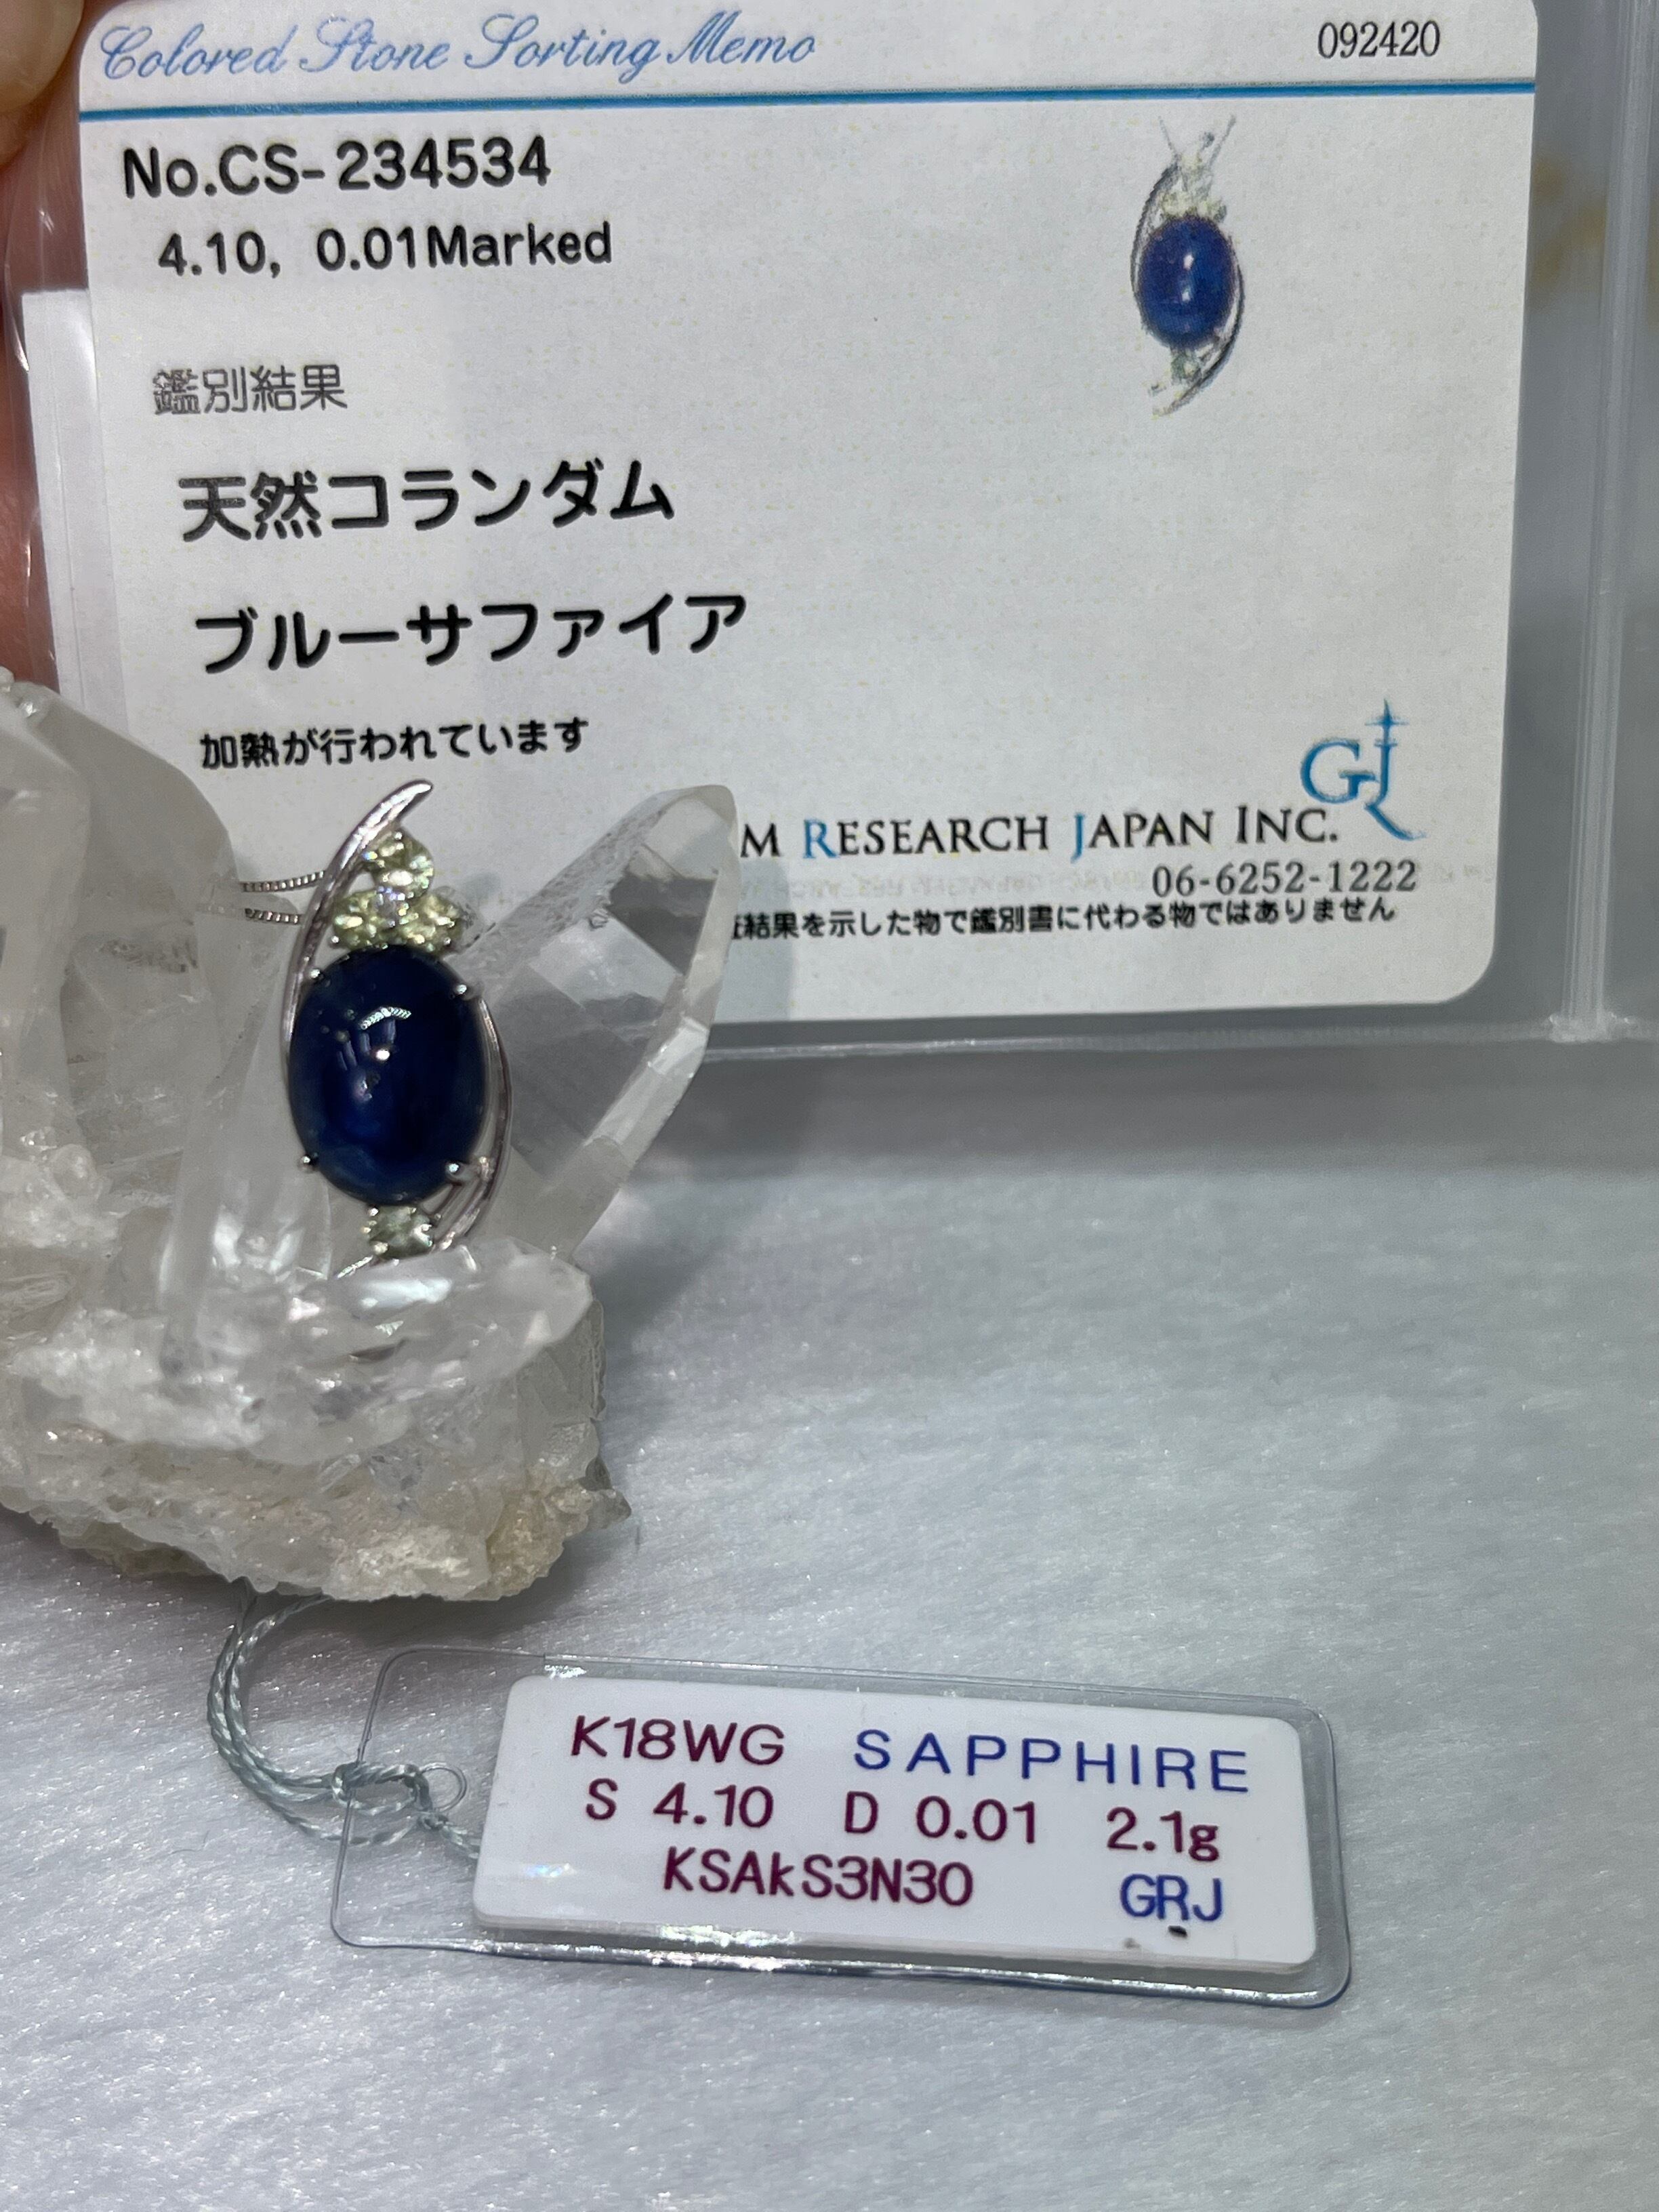 Colored Stone Sorting Memo
092420
No.CS-234534
4.10, 0.01Marked
鑑別結果
天然コランダム
ブルーサファイア
加熱が行われています
GJ
M RESEARCH JAPAN INC.
06-6252-1222
結果を示した物で鑑別書に代わる物ではありません
K18WG SAPPHIRE
S 4.10 D 0.01 2.1g
KSAkS3N30 GRJ